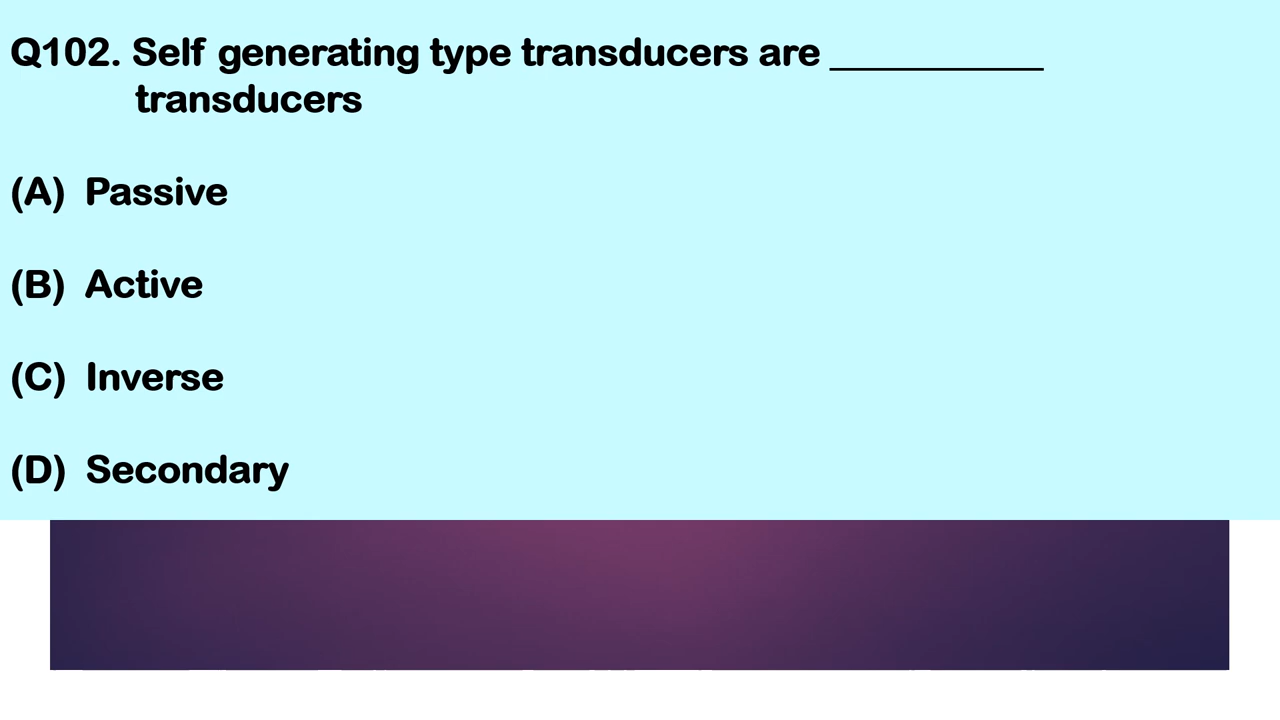 Q102. Self generating type transducers are ___________
transducers
(A) Passive
(B) Active
(C) Inverse
(D) Secondary